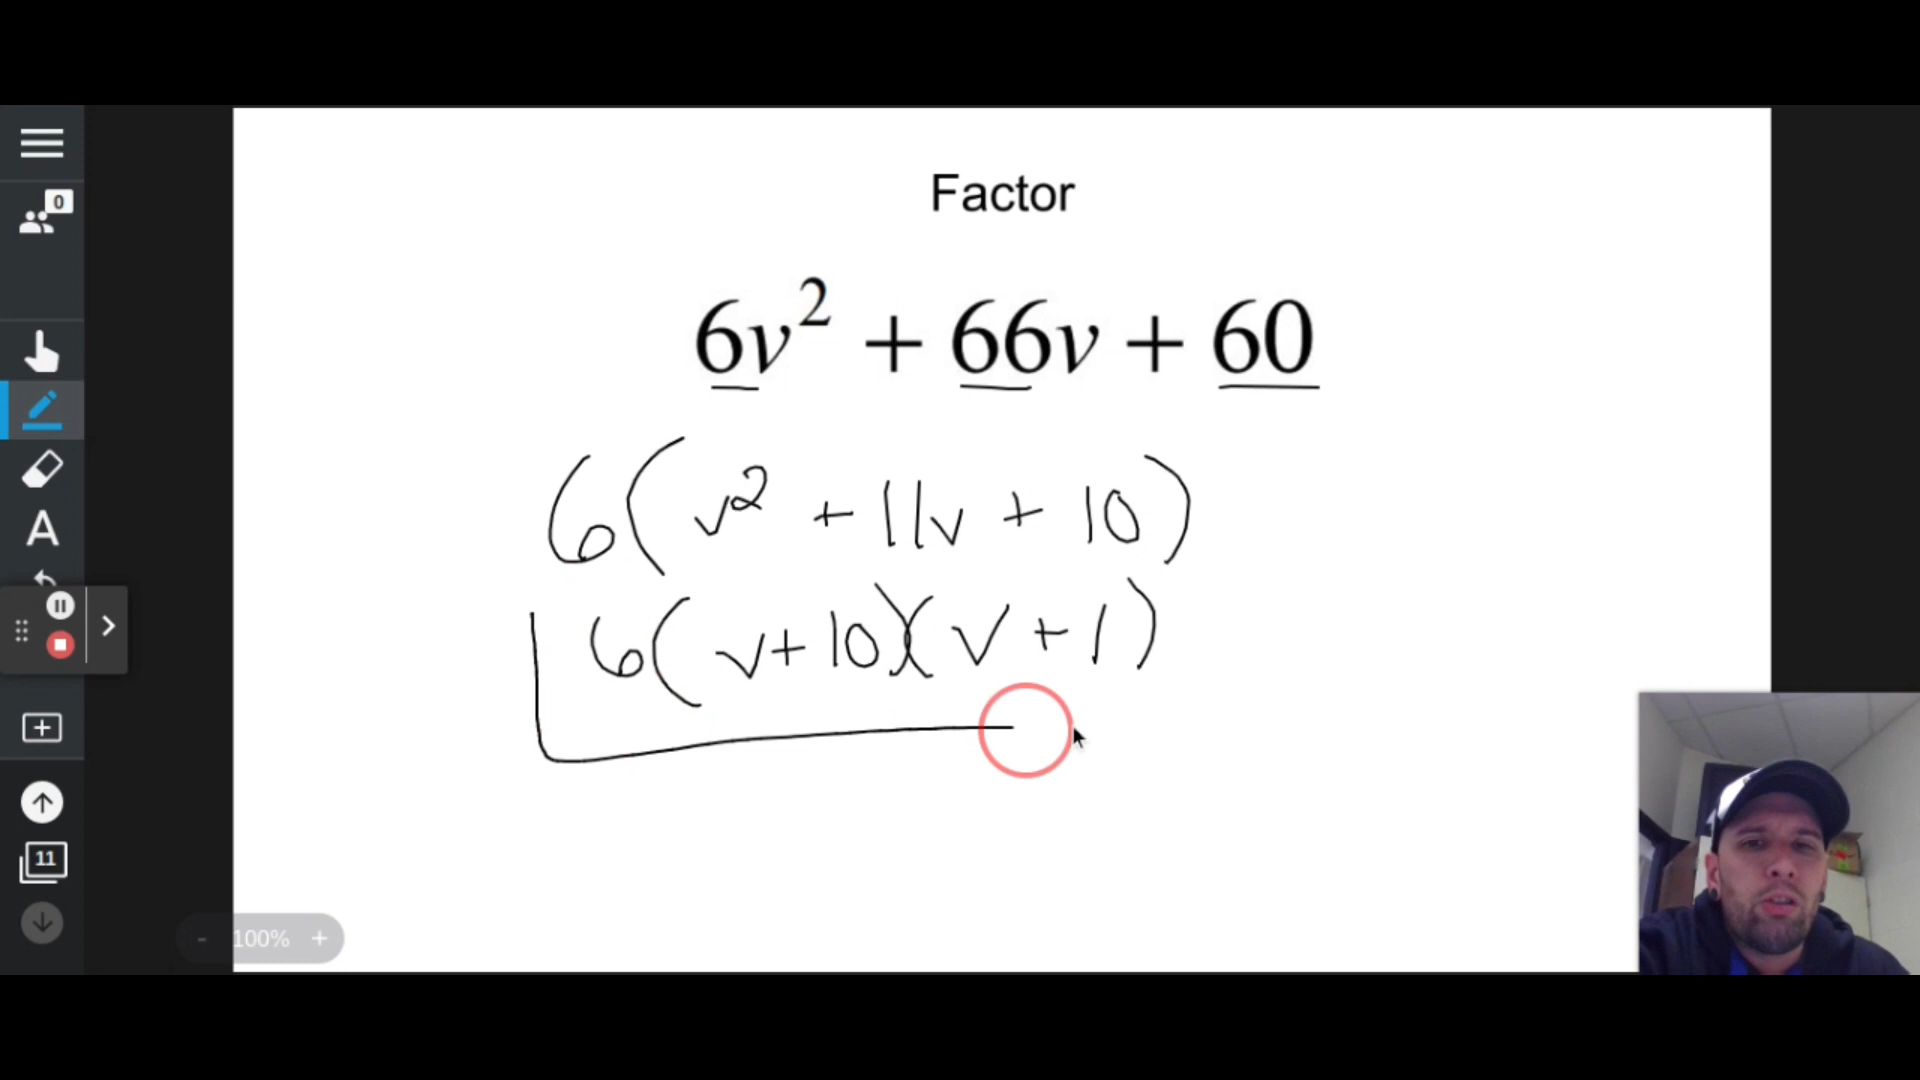 0
Factor
6v² + 66v + 60
6(v² + 11v + 10)
6(v+10)(v+1)
A
11
- 100% +